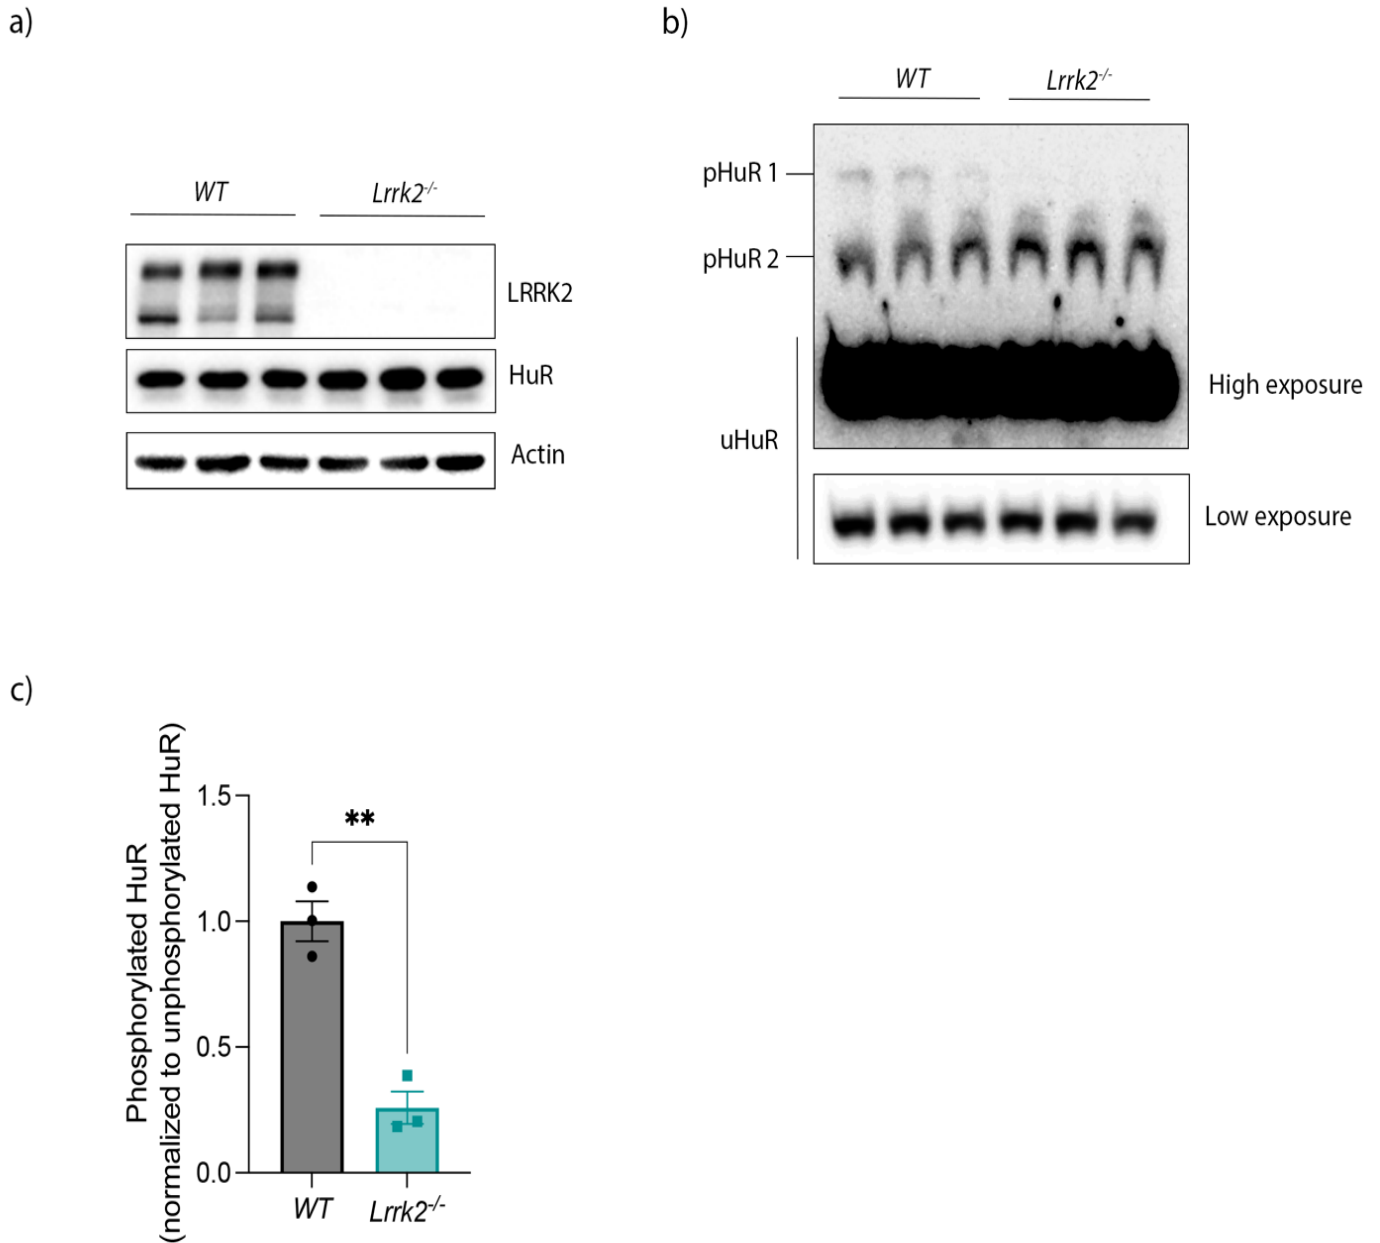 a)
WT Lrrk2-/-
LRRK2
HuR
Actin
b)
WT Lrrk2-/-
pHuR 1
pHuR 2
uHuR
High exposure
Low exposure
c)
Phosphorylated HuR
(normalized to unphosphorylated HuR)
1.5
1.0
0.5
0.0
**
WT Lrrk2-/-